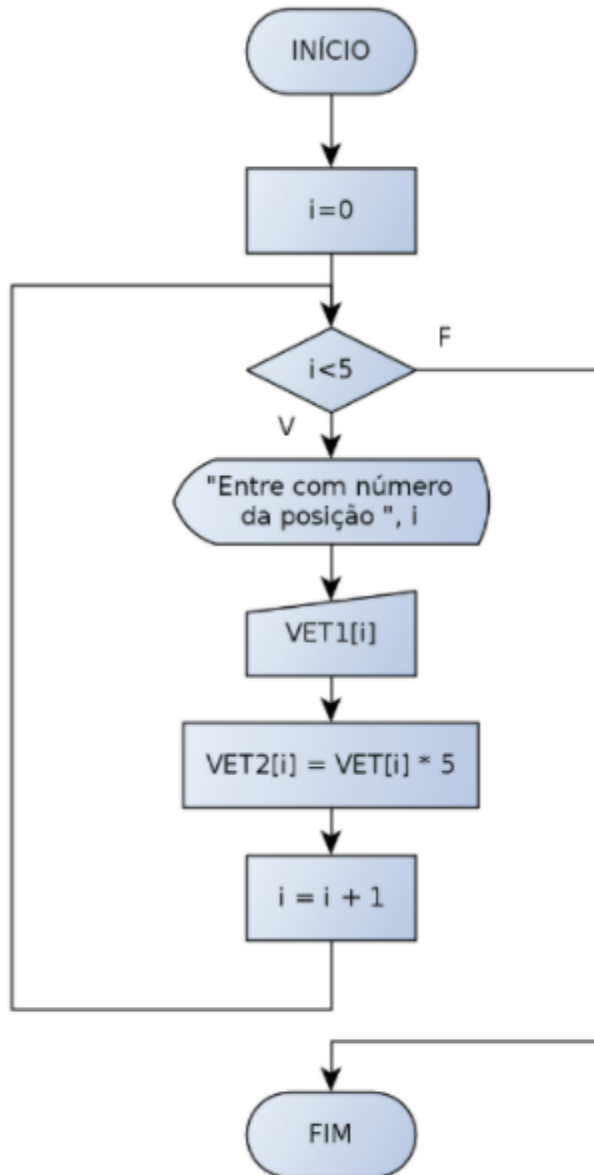 INÍCIO
i=0
i<5
F
V
"Entre com número
da posição ", i
VET1[i]
VET2[i] = VET[i] * 5
i = i + 1
FIM